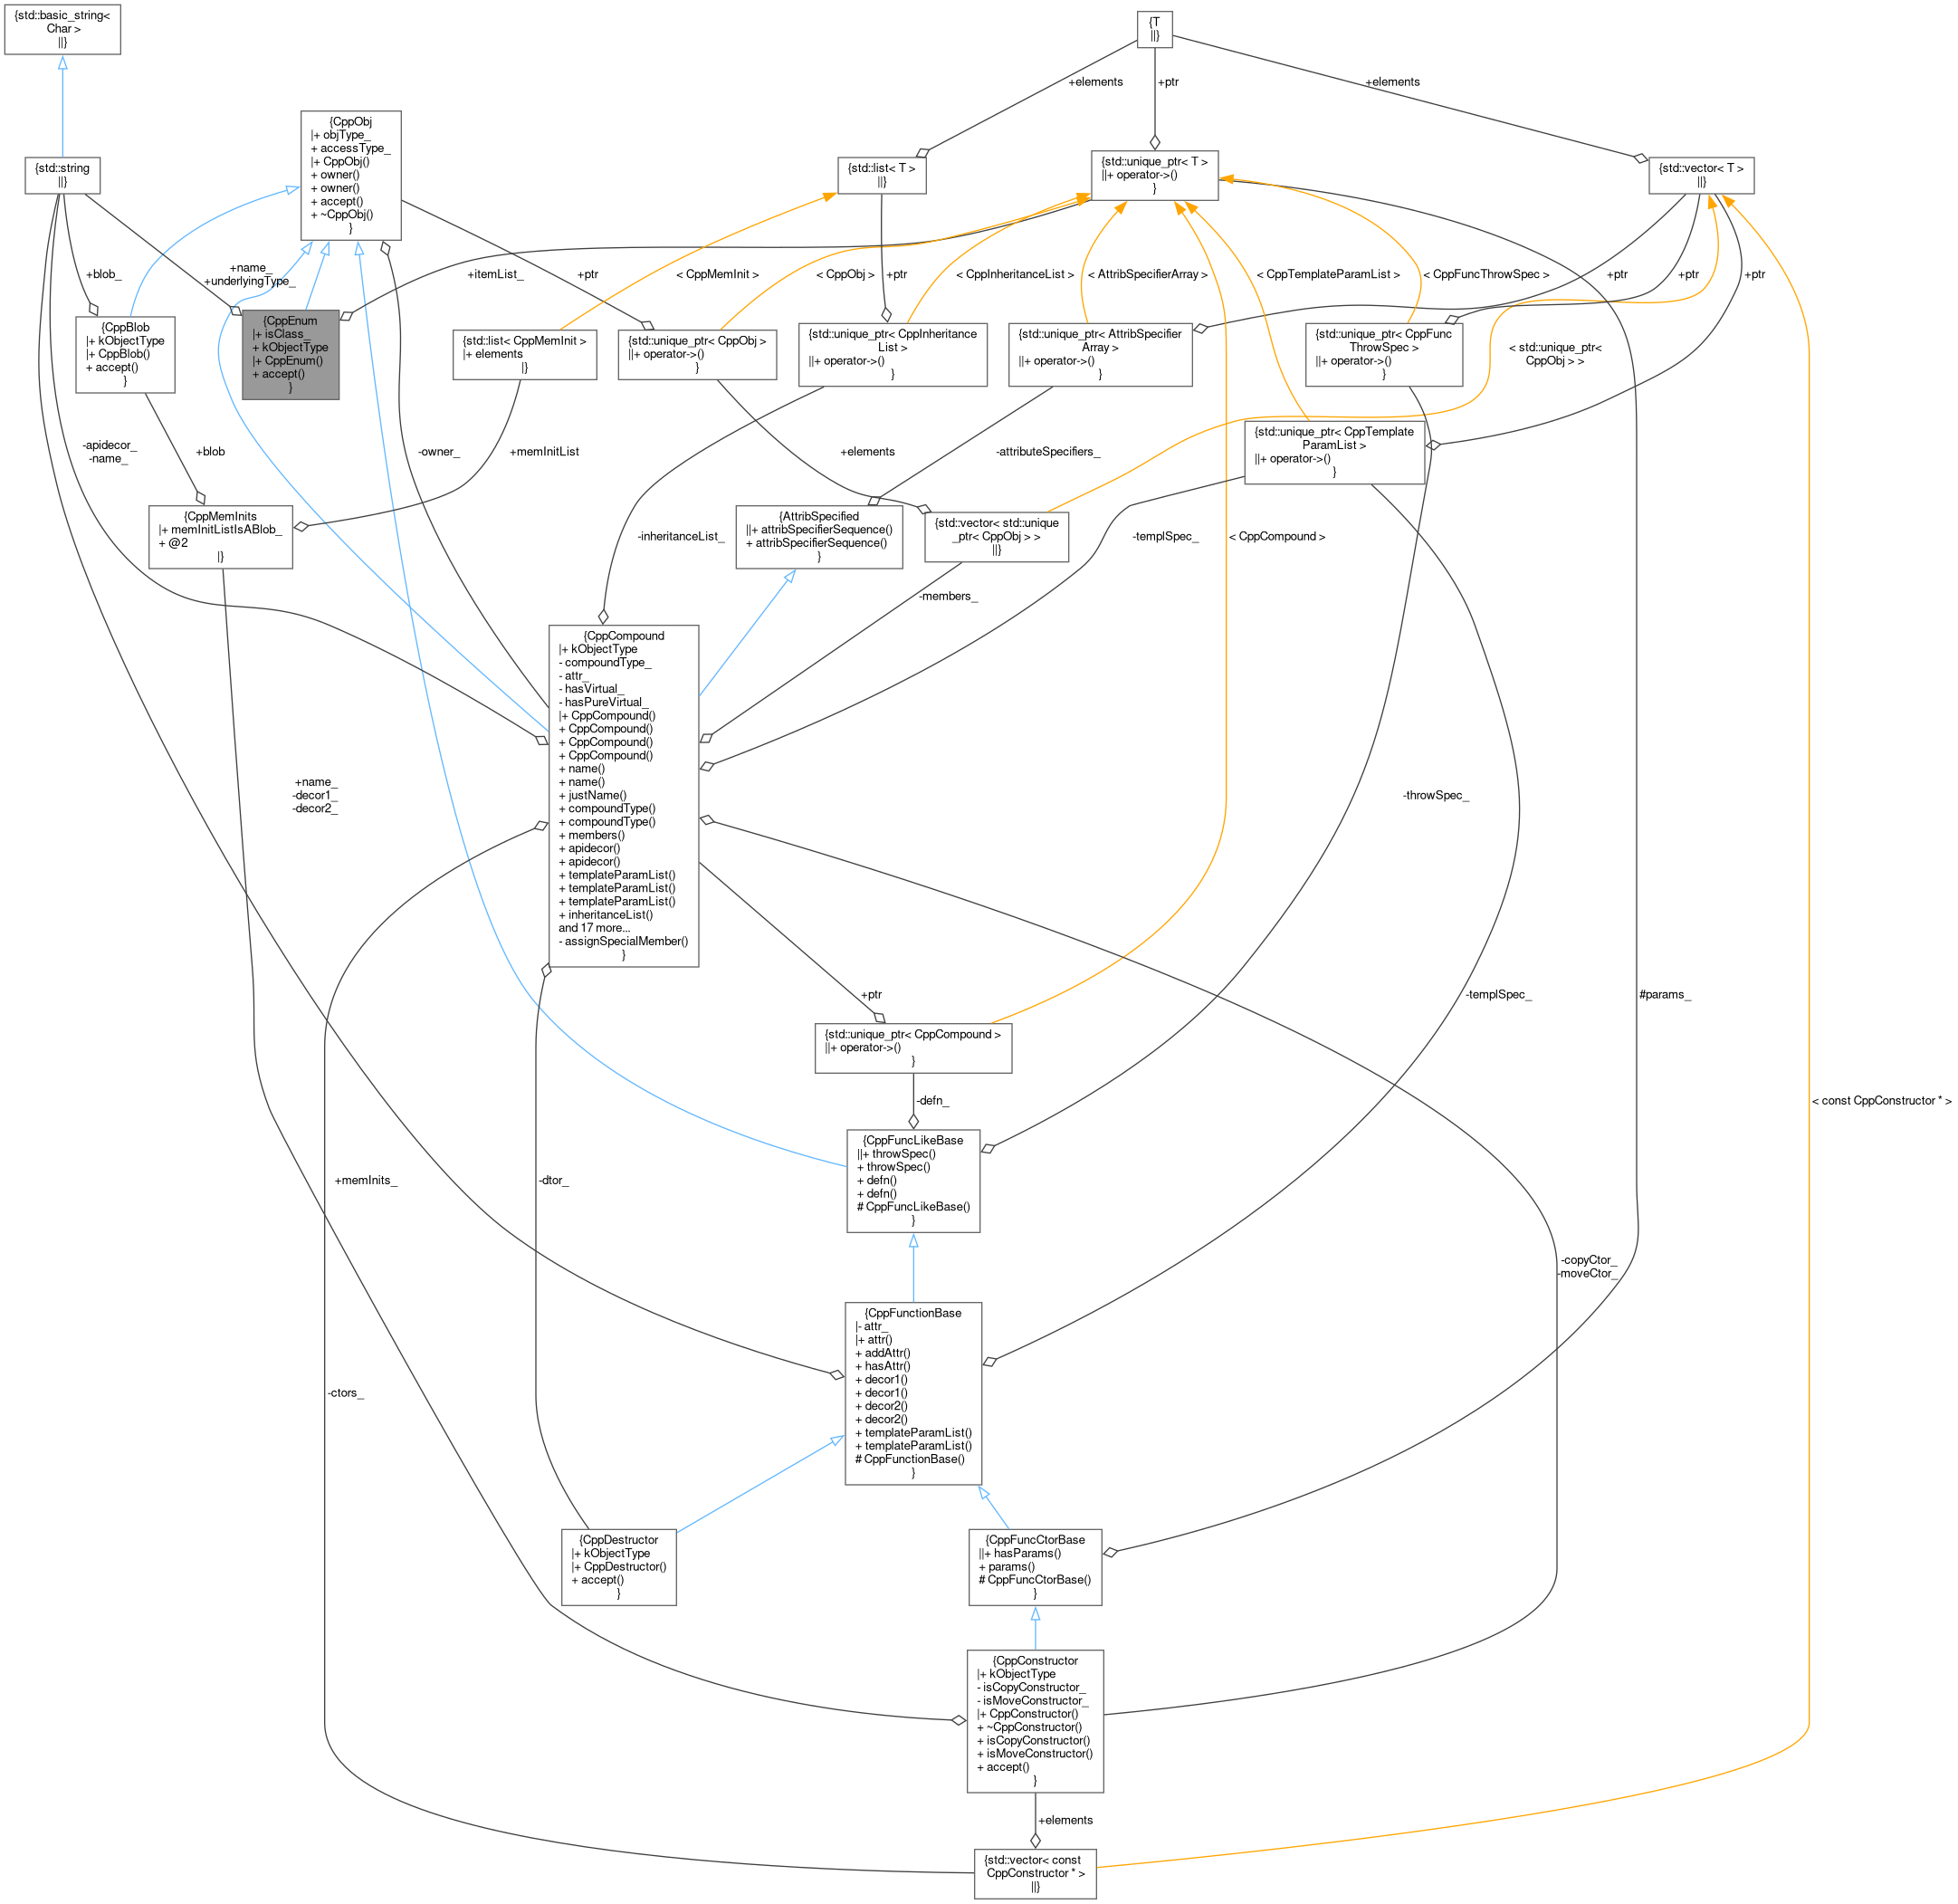 {std::basic_string<
Char >
||}
{T
||}
+elements
+ptr
+elements
{CppObj
|+ objType_
+ accessType_
|+ CppObj()
+ owner()
+ owner()
+ accept()
+ ~CppObj()
}
{std::string
||}
{std::list< T >
||}
{std::unique_ptr< T >
||+ operator->()
}
{std::vector< T >
||}
+blob_
+name_
+underlyingType_
+itemList_
+ptr
< CppMemInit >
< CppObj >
+ptr
< CppInheritanceList >
< AttribSpecifierArray >
< CppTemplateParamList >
< CppFuncThrowSpec >
+ptr
+ptr
+ptr
{CppBlob
|+ kObjectType
|+ CppBlob()
+ accept()
}
{CppEnum
|+ isClass_
+ kObjectType
|+ CppEnum()
+ accept()
}
{std::list< CppMemInit >
|+ elements
|}
{std::unique_ptr< CppObj >
||+ operator->()
}
{std::unique_ptr< CppInheritance
List >
||+ operator->()
}
{std::unique_ptr< AttribSpecifier
Array >
||+ operator->()
}
{std::unique_ptr< CppFunc
ThrowSpec >
||+ operator->()
}
< std::unique_ptr<
CppObj > >
-apidecor_
-name_
+blob
-owner_
+memInitList
+elements
-attributeSpecifiers_
{std::unique_ptr< CppTemplate
ParamList >
||+ operator->()
}
{CppMemInits
|+ memInitListIsABlob_
+ @2
|}
-inheritanceList_
{AttribSpecified
||+ attribSpecifierSequence()
+ attribSpecifierSequence()
}
{std::vector< std::unique
_ptr< CppObj > >
||}
-templSpec_
< CppCompound >
-members_
{CppCompound
|+ kObjectType
- compoundType_
- attr_
- hasVirtual_
- hasPureVirtual_
|+ CppCompound()
+ CppCompound()
+ CppCompound()
+ CppCompound()
+ name()
+ name()
+ justName()
+ compoundType()
+ compoundType()
+ members()
+ apidecor()
+ apidecor()
+ templateParamList()
+ templateParamList()
+ templateParamList()
+ inheritanceList()
and 17 more...
- assignSpecialMember()
}
+name_
-decor1_
-decor2_
-throwSpec_
+ptr
-templSpec_
#params_
{std::unique_ptr< CppCompound >
||+ operator->()
}
-defn_
< const CppConstructor * >
{CppFuncLikeBase
||+ throwSpec()
+ throwSpec()
+ defn()
+ defn()
# CppFuncLikeBase()
}
+memInits_
-dtor_
-copyCtor_
-moveCtor_
{CppFunctionBase
|- attr_
|+ attr()
+ addAttr()
+ hasAttr()
+ decor1()
+ decor1()
+ decor2()
+ decor2()
+ templateParamList()
+ templateParamList()
# CppFunctionBase()
}
-ctors_
{CppDestructor
|+ kObjectType
|+ CppDestructor()
+ accept()
}
{CppFuncCtorBase
||+ hasParams()
+ params()
# CppFuncCtorBase()
}
{CppConstructor
|+ kObjectType
- isCopyConstructor_
- isMoveConstructor_
|+ CppConstructor()
+ ~CppConstructor()
+ isCopyConstructor()
+ isMoveConstructor()
+ accept()
}
+elements
{std::vector< const
CppConstructor * >
||}